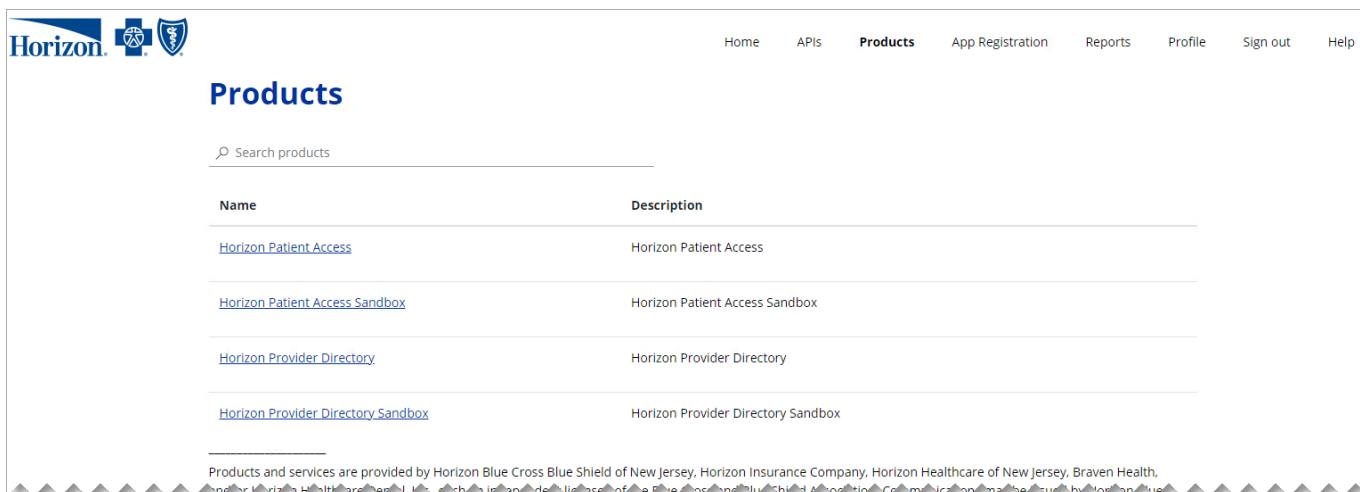 Horizon.
Home APIs Products App Registration Reports Profile Sign out Help
Products
Search products
Name Description
Horizon Patient Access Horizon Patient Access
Horizon Patient Access Sandbox Horizon Patient Access Sandbox
Horizon Provider Directory Horizon Provider Directory
Horizon Provider Directory Sandbox Horizon Provider Directory Sandbox
Products and services are provided by Horizon Blue Cross Blue Shield of New Jersey, Horizon Insurance Company, Horizon Healthcare of New Jersey, Braven Health,